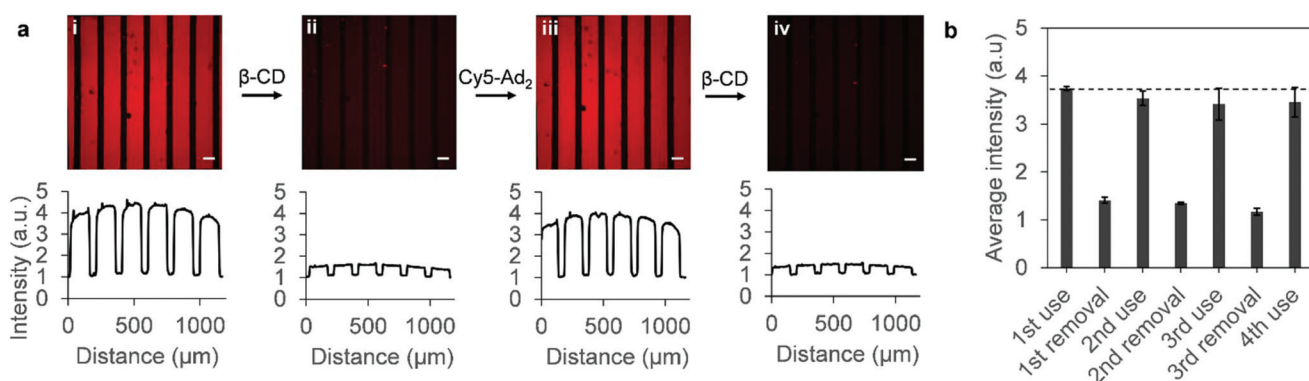 a
i
β-CD
ii
Cy5-Ad₂
iii
β-CD
iv
Intensity (a.u.)
5
4
3
2
1
0
0 500 1000
Distance (µm)
5
4
3
2
1
0
0 500 1000
Distance (µm)
5
4
3
2
1
0
0 500 1000
Distance (µm)
5
4
3
2
1
0
0 500 1000
Distance (µm)
b
Average intensity (a.u)
5
4
3
2
1
0
1st use
1st removal
2nd use
2nd removal
3rd use
3rd removal
4th use